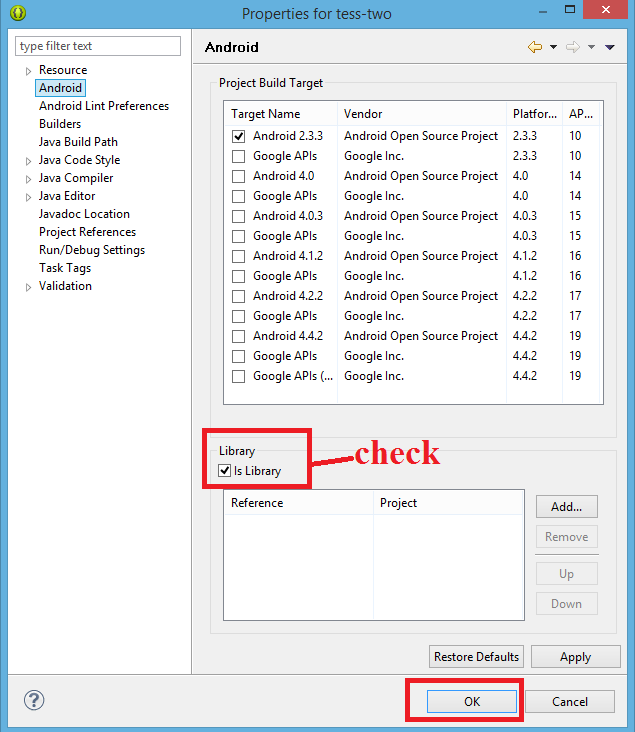 Properties for tess-two
type filter text
Resource
Android
Android Lint Preferences
Builders
Java Build Path
Java Code Style
Java Compiler
Java Editor
Javadoc Location
Project References
Run/Debug Settings
Task Tags
Validation
Android
Project Build Target
Target Name Vendor Platfor... AP...
Android 2.3.3 Android Open Source Project 2.3.3 10
Google APIs Google Inc. 2.3.3 10
Android 4.0 Android Open Source Project 4.0 14
Google APIs Google Inc. 4.0 14
Android 4.0.3 Android Open Source Project 4.0.3 15
Google APIs Google Inc. 4.0.3 15
Android 4.1.2 Android Open Source Project 4.1.2 16
Google APIs Google Inc. 4.1.2 16
Android 4.2.2 Android Open Source Project 4.2.2 17
Google APIs Google Inc. 4.2.2 17
Android 4.4.2 Android Open Source Project 4.4.2 19
Google APIs Google Inc. 4.4.2 19
Google APIs (... Google Inc. 4.4.2 19
Library
Is Library
check
Reference Project
Add...
Remove
Up
Down
Restore Defaults Apply
? OK Cancel